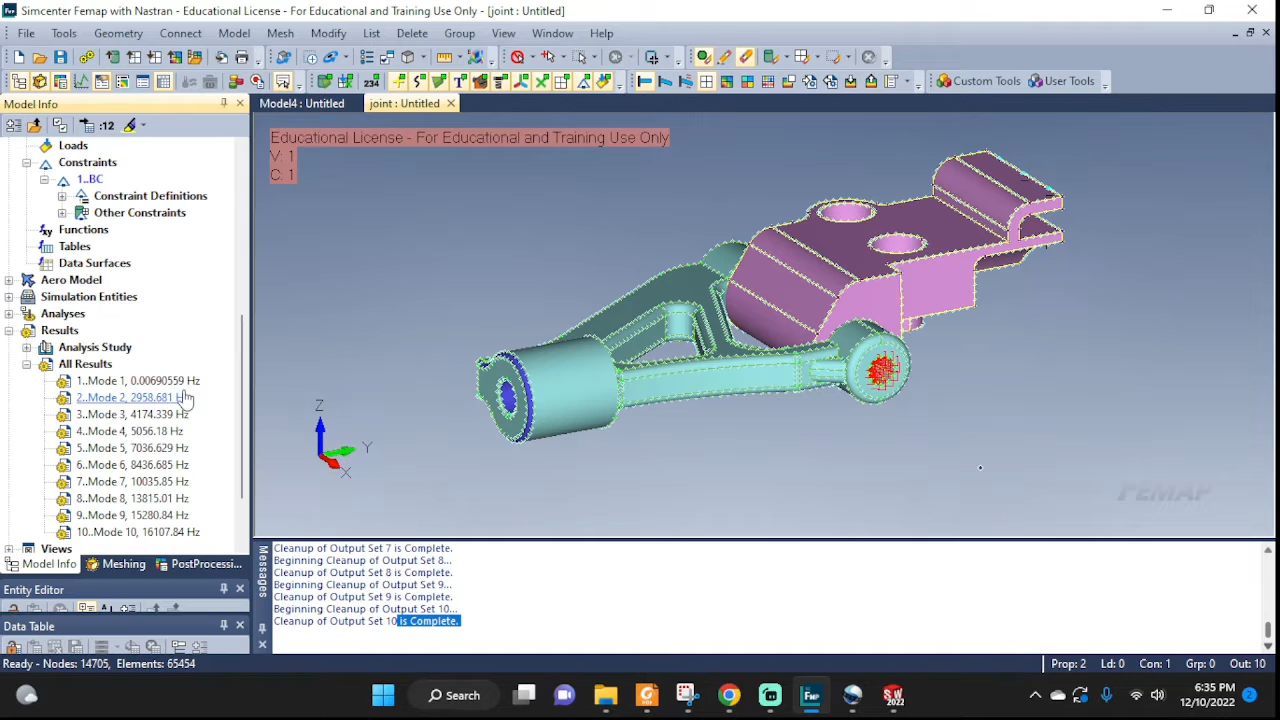 Simcenter Femap with Nastran - Educational License - For Educational and Training Use Only - [joint : Untitled]
File Tools Geometry Connect Model Mesh Modify List Delete Group View Window Help
234
Custom Tools User Tools
Model Info
Model4 : Untitled joint : Untitled
:12
Educational License - For Educational and Training Use Only
V: 1
C: 1
Loads
Constraints
1..BC
Constraint Definitions
Other Constraints
Functions
Tables
Data Surfaces
Aero Model
Simulation Entities
Analyses
Results
Analysis Study
All Results
1..Mode 1, 0.00690559 Hz
2..Mode 2, 2958.681 Hz
3..Mode 3, 4174.339 Hz
4..Mode 4, 5056.18 Hz
5..Mode 5, 7036.629 Hz
6..Mode 6, 8436.685 Hz
7..Mode 7, 10035.85 Hz
8..Mode 8, 13815.01 Hz
9..Mode 9, 15280.84 Hz
10..Mode 10, 16107.84 Hz
Views
Z
Y
X
FEMAP
Model Info Meshing PostProcessi...
Entity Editor
Data Table
Messages
Cleanup of Output Set 7 is Complete.
Beginning Cleanup of Output Set 8...
Cleanup of Output Set 8 is Complete.
Beginning Cleanup of Output Set 9...
Cleanup of Output Set 9 is Complete.
Beginning Cleanup of Output Set 10...
Cleanup of Output Set 10 is Complete.
Ready - Nodes: 14705, Elements: 65454
Prop: 2 Ld: 0 Con: 1 Grp: 0 Out: 10
Search
6:35 PM
12/10/2022